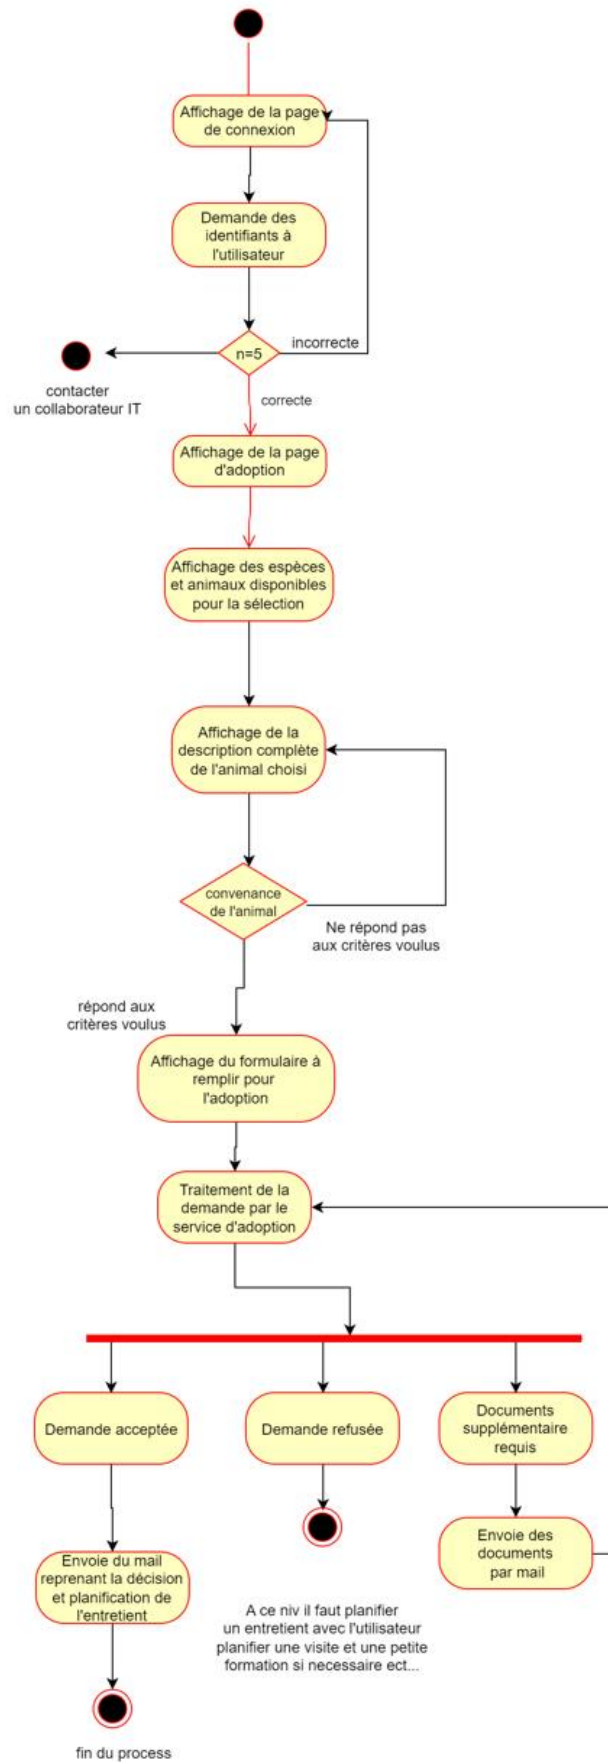 Affichage de la page
de connexion
Demande des
identifiants à
l'utilisateur
n=5
incorrecte
contacter
un collaborateur IT
correcte
Affichage de la page
d'adoption
Affichage des espèces
et animaux disponibles
pour la sélection
Affichage de la
description complète
de l'animal choisi
convenance
de l'animal
Ne répond pas
aux critères voulus
répond aux
critères voulus
Affichage du formulaire à
remplir pour
l'adoption
Traitement de la
demande par le
service d'adoption
Demande acceptée
Demande refusée
Documents
supplémentaire
requis
Envoie du mail
reprenant la décision
et planification de
l'entretient
Envoie des
documents
par mail
A ce niv il faut planifier
un entretient avec l'utilisateur
planifier une visite et une petite
formation si necessaire ect...
fin du process